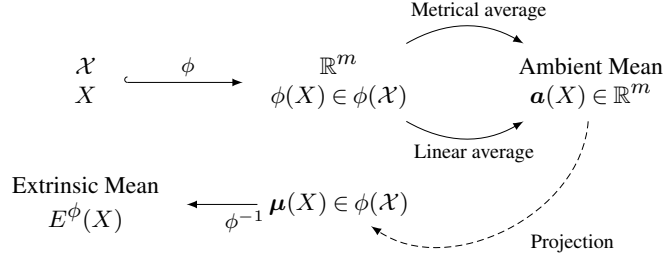 Metrical average
𝒳 ϕ ℝ^m Ambient Mean
X ϕ(X) ∈ ϕ(𝒳) 𝒂(X) ∈ ℝ^m
Linear average
Extrinsic Mean
E^ϕ(X) ϕ^{-1} 𝝁(X) ∈ ϕ(𝒳)
Projection